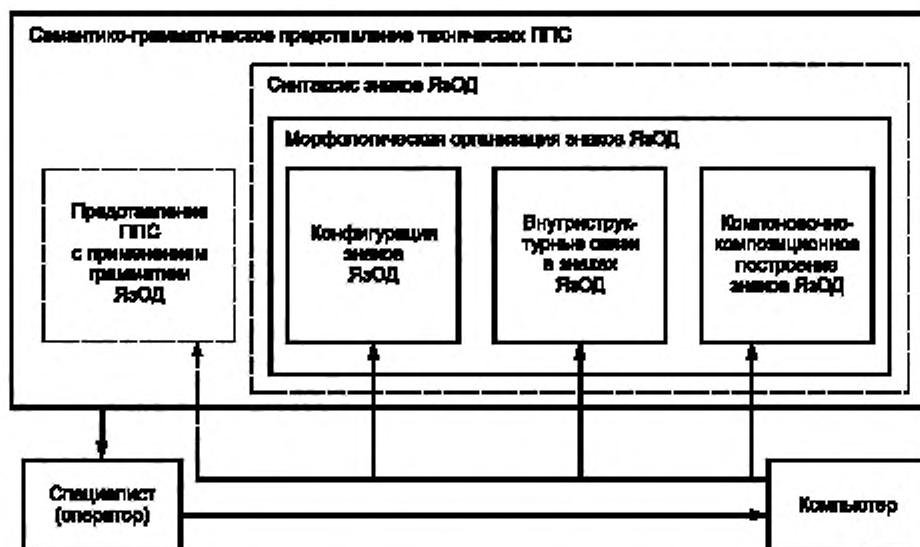 Семантико-грамматическое представление технических ППС
Синтаксис знаков ЯзОД
Морфологическая организация знаков ЯзОД
Представление
ППС
с применением
грамматики
ЯзОД
Конфигурация
знаков
ЯзОД
Внутриструк-
турные связи
в знаках
ЯзОД
Компоновочно-
композиционное
построение
знаков ЯзОД
Специалист
(оператор)
Компьютер